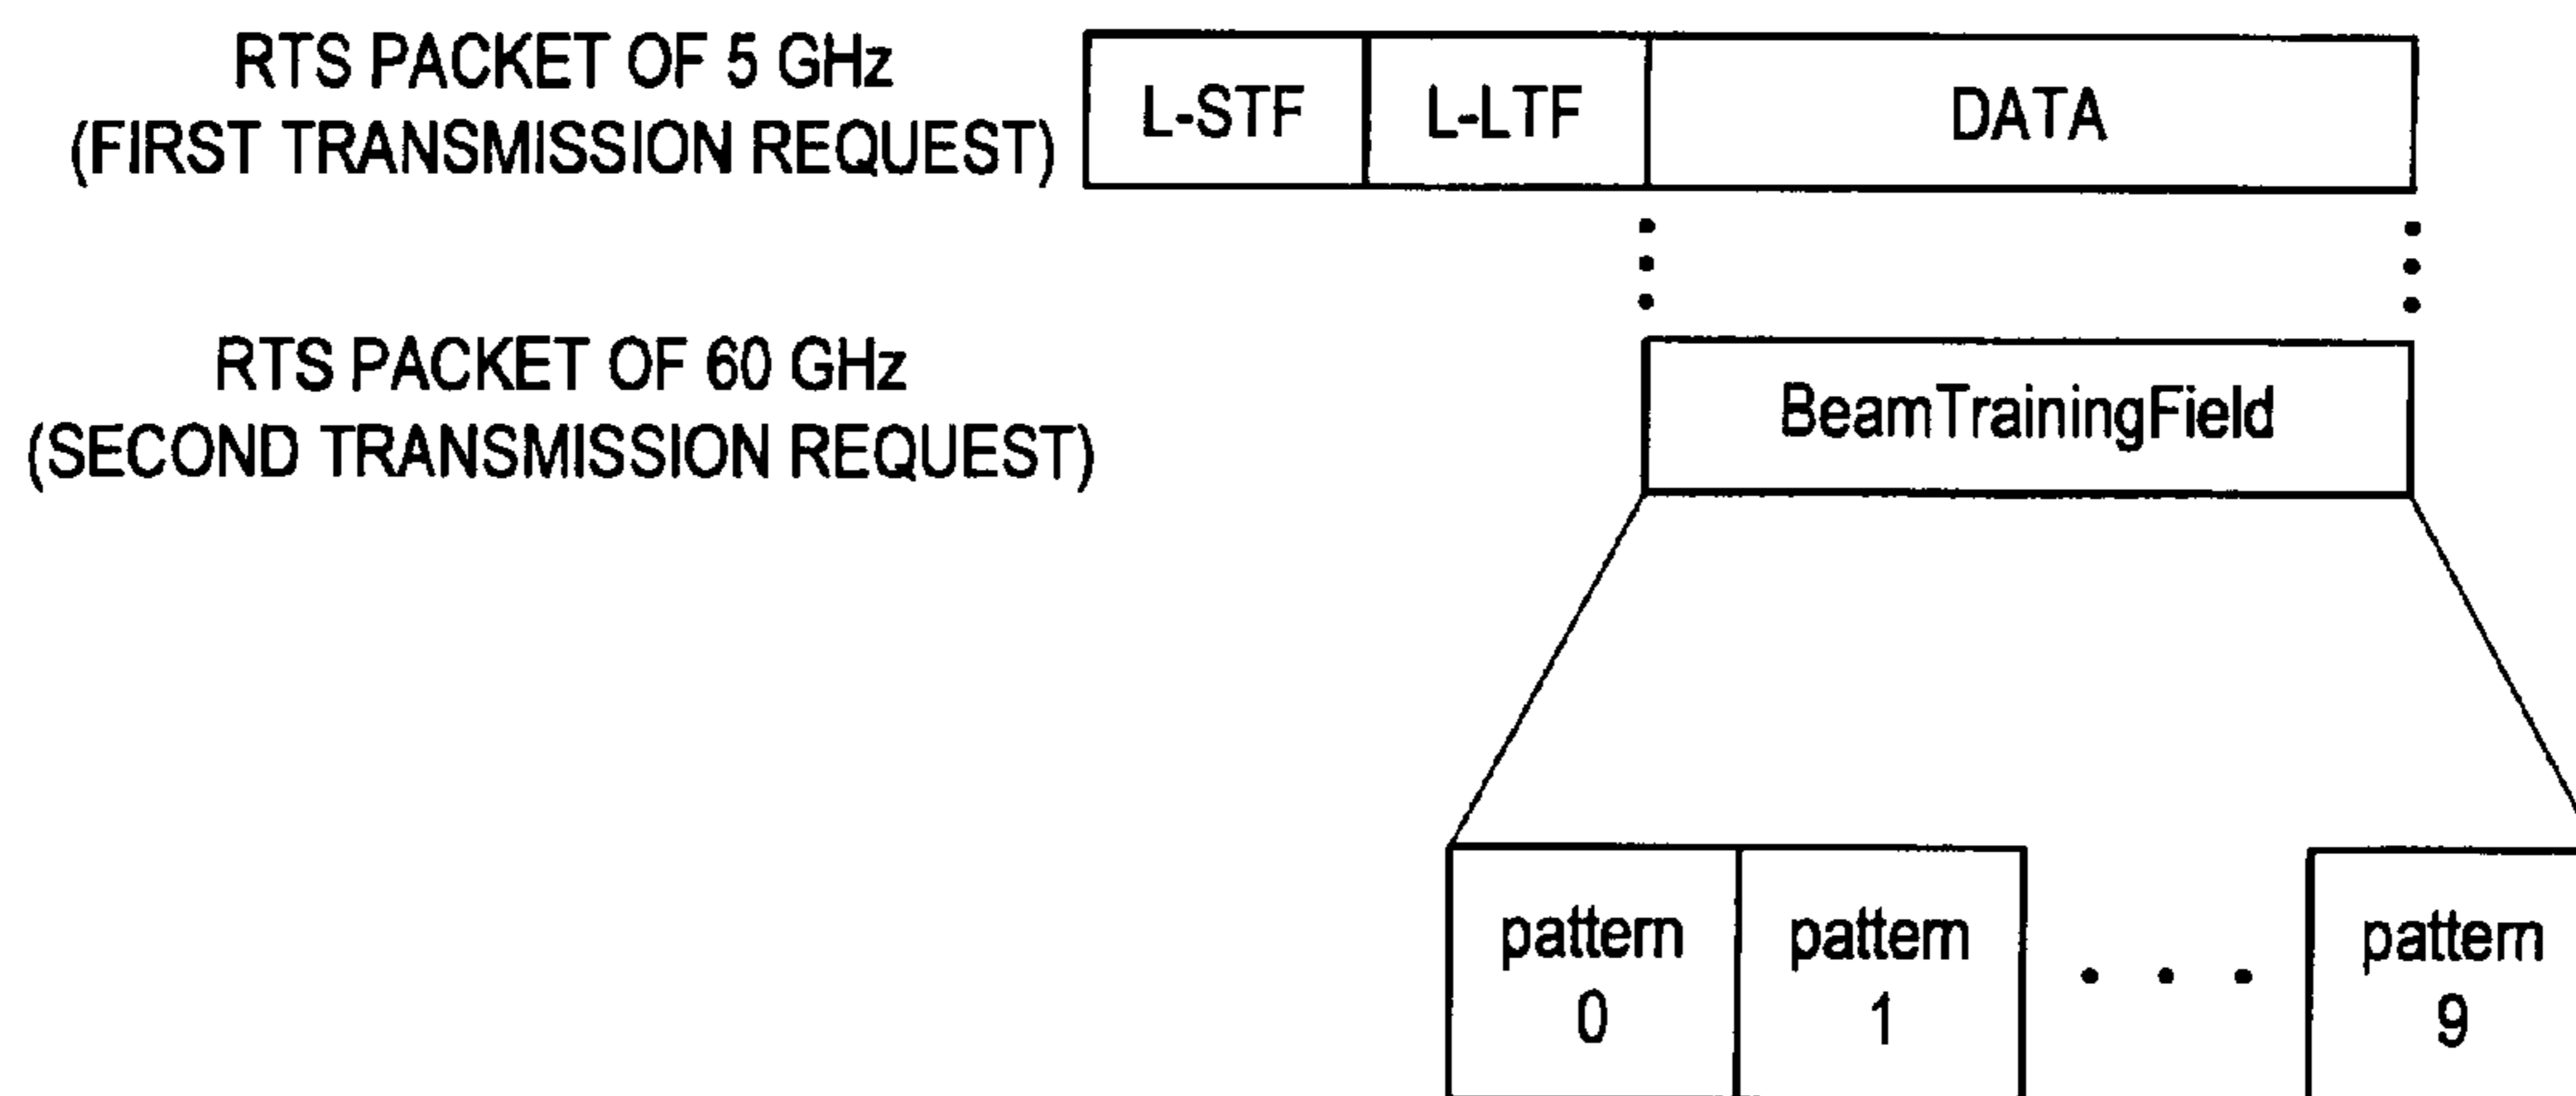 RTS PACKET OF 5 GHz
(FIRST TRANSMISSION REQUEST)
L-STF
L-LTF
DATA
RTS PACKET OF 60 GHz
(SECOND TRANSMISSION REQUEST)
BeamTrainingField
pattern
0
pattern
1
pattern
9